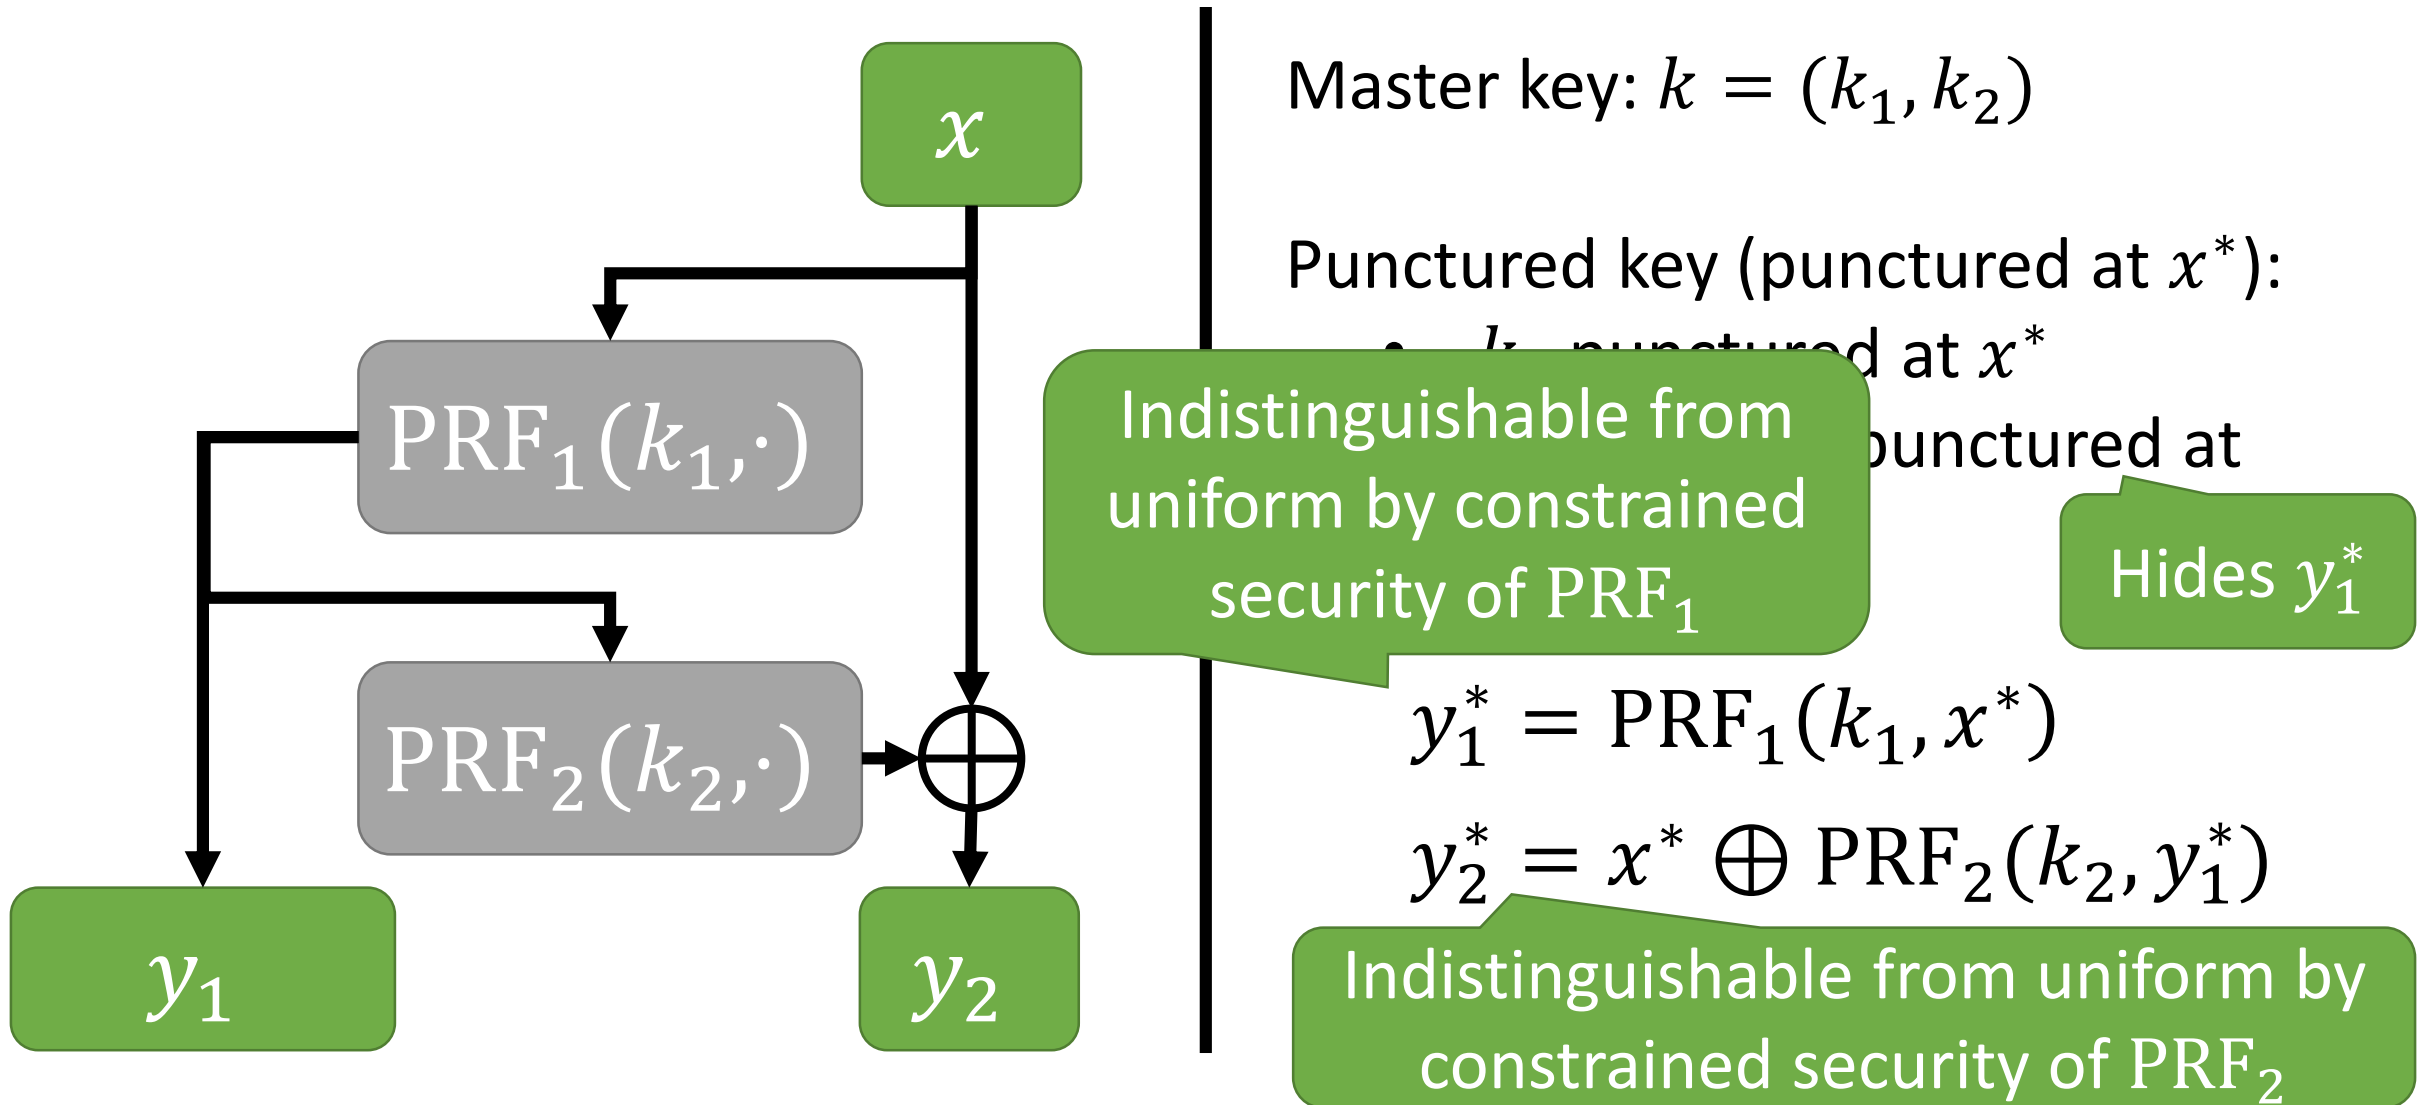 x
PRF₁(k₁,·)
PRF₂(k₂,·)
y₁
y₂
Master key: k = (k₁, k₂)
Punctured key (punctured at x*):
• at x*
punctured at
Indistinguishable from
uniform by constrained
security of PRF₁
Hides y₁*
y₁* = PRF₁(k₁, x*)
y₂* = x* ⊕ PRF₂(k₂, y₁*)
Indistinguishable from uniform by
constrained security of PRF₂